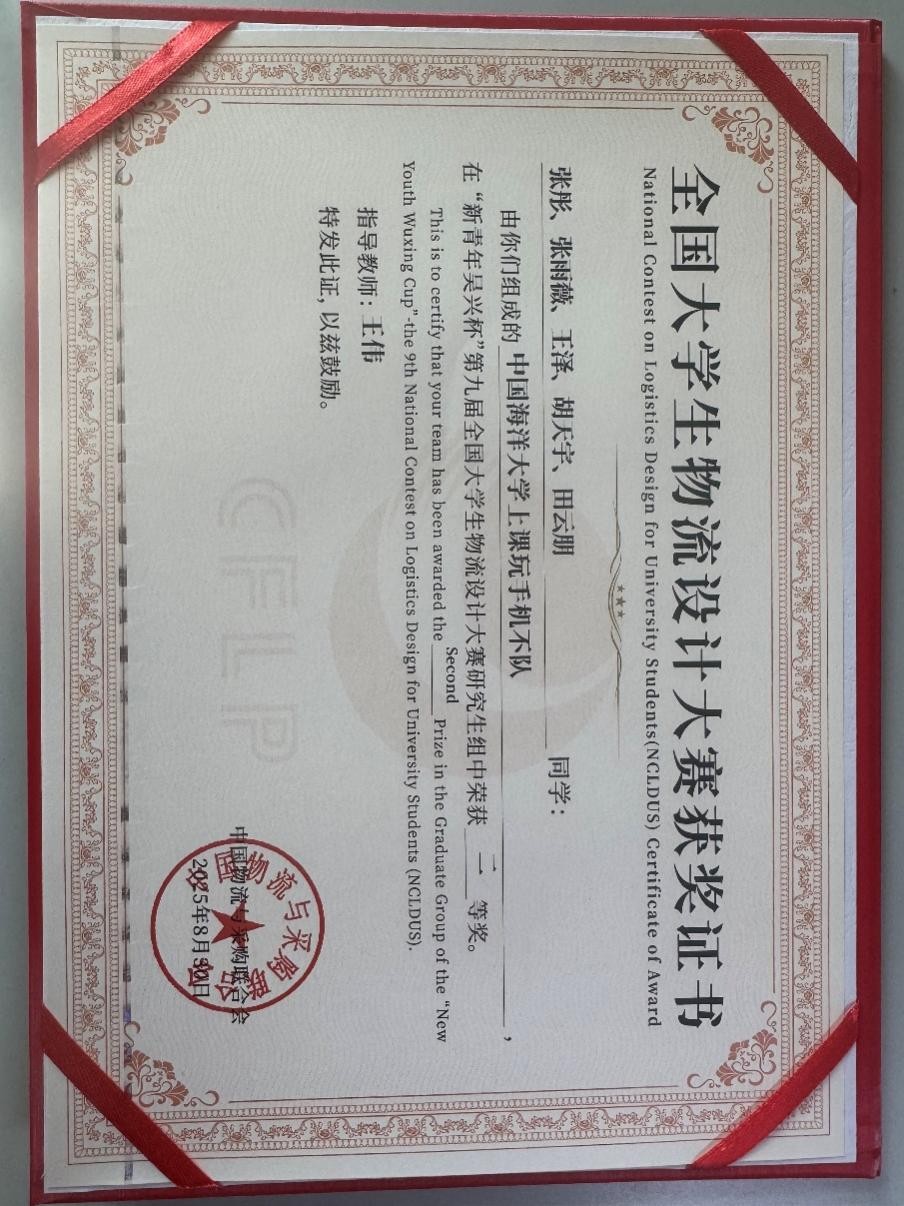 全国大学生物流设计大赛获奖证书
National Contest on Logistics Design for University Students(NCLDUS) Certificate of Award
张彤、张雨薇、王泽、胡天宇、田云朋 同学：
由你们组成的 中国海洋大学上课玩手机不队 ，
在“新青年吴兴杯”第九届全国大学生物流设计大赛研究生组中荣获 二 等奖。
This is to certify that your team has been awarded the Second Prize in the Graduate Group of the “New
Youth Wuxing Cup”-the 9th National Contest on Logistics Design for University Students (NCLDUS).
指导教师：王伟
特发此证，以兹鼓励。
CFLP
中国物流与采购联合会
2025年8月30日